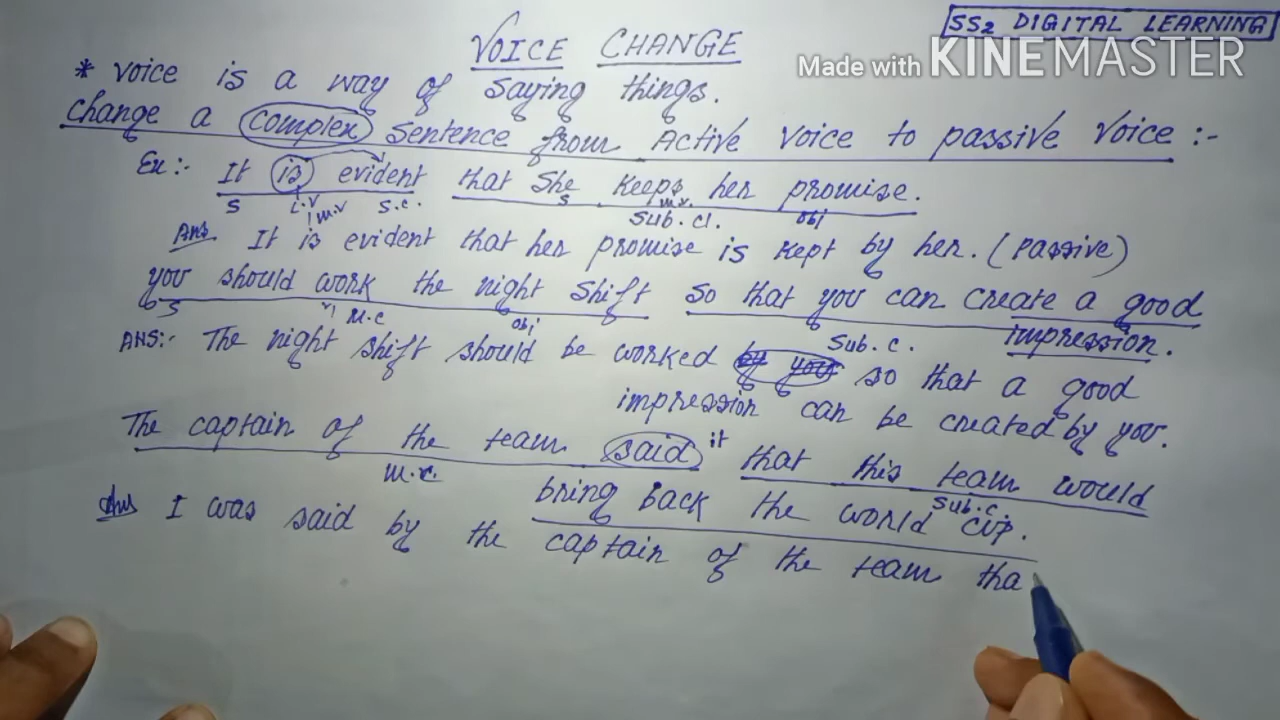 SS2 DIGITAL LEARNING
Made with KINEMASTER
VOICE CHANGE
* Voice is a way of saying things.
Change a complex sentence from Active voice to passive voice :-
Ex:- It is evident that She keeps her promise.
S I.V M.V S.C. S M.V. Obj
Sub. Cl.
Ans It is evident that her promise is kept by her. (Passive)
You should work the night shift so that you can create a good
impression.
S V M.C Obj Sub. C.
ANS:- The night shift should be worked by you so that a good
impression can be created by you.
The captain of the team said it that this team would
M.C.
bring back the world cup.
Sub. C.
Ans I was said by the captain of the team tha